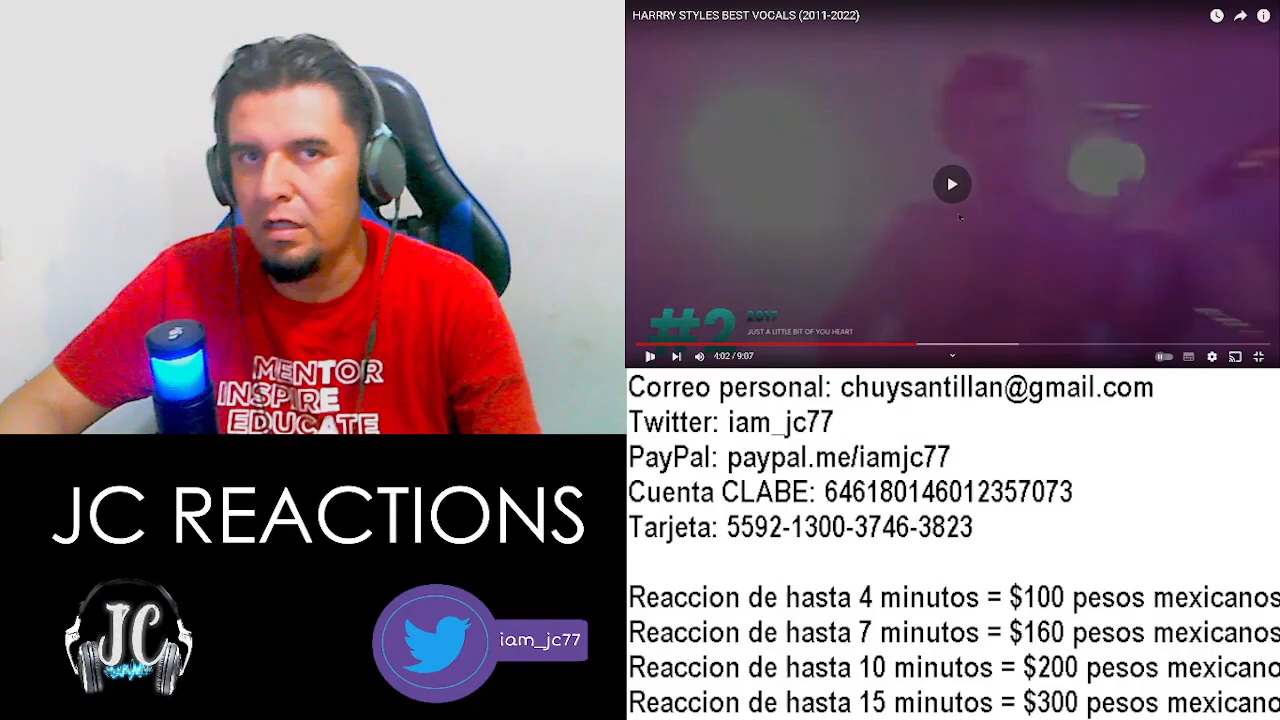 HARRRY STYLES BEST VOCALS (2011-2022)
#2
2017
JUST A LITTLE BIT OF YOU HEART
4:02 / 9:07
MENTOR
INSPIRE
EDUCATE
Correo personal: chuysantillan@gmail.com
Twitter: iam_jc77
PayPal: paypal.me/iamjc77
Cuenta CLABE: 646180146012357073
Tarjeta: 5592-1300-3746-3823
JC REACTIONS
JC
iam_jc77
Reaccion de hasta 4 minutos = $100 pesos mexicanos
Reaccion de hasta 7 minutos = $160 pesos mexicanos
Reaccion de hasta 10 minutos = $200 pesos mexicano
Reaccion de hasta 15 minutos = $300 pesos mexicano